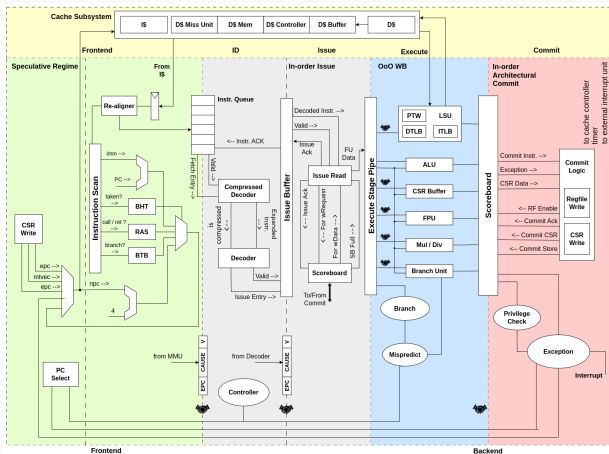 Cache Subsystem
I$
D$ Miss Unit
D$ Mem
D$ Controller
D$ Buffer
D$
Frontend
ID
Issue
Execute
Commit
Speculative Regime
From
I$
In-order Issue
OoO WB
In-order
Architectural
Commit
to cache controller
timer
to external interrupt unit
Re-aligner
Instr. Queue
Instruction Scan
imm -->
PC -->
taken?
-->
BHT
call / ret ?
-->
RAS
branch?
-->
BTB
CSR
Write
epc -->
mtvec -->
epc -->
npc -->
4
PC
Select
Fetch Entry -->
Valid -->
<-- Instr. ACK
Compressed
Decoder
is
compressed
-->
Expanded
Instr.
-->
Decoder
Valid -->
Issue Entry -->
Issue Buffer
Decoded Instr. -->
Valid -->
Issue
Ack
FU
Data
Issue Read
<-- Issue Ack
<-- For wRequest
For wData -->
SB Full -->
Scoreboard
To/From
Commit
Execute Stage Pipe
PTW
LSU
DTLB
ITLB
ALU
CSR Buffer
FPU
Mul / Div
Branch Unit
Branch
Mispredict
Scoreboard
Commit Instr. -->
Exception -->
CSR Data -->
<-- RF Enable
<-- Commit Ack
<-- Commit CSR
<-- Commit Store
Commit
Logic
Regfile
Write
CSR
Write
Privilege
Check
Exception
Interrupt
from MMU
EPC
CAUSE
V
from Decoder
EPC
CAUSE
V
Controller
Frontend
Backend